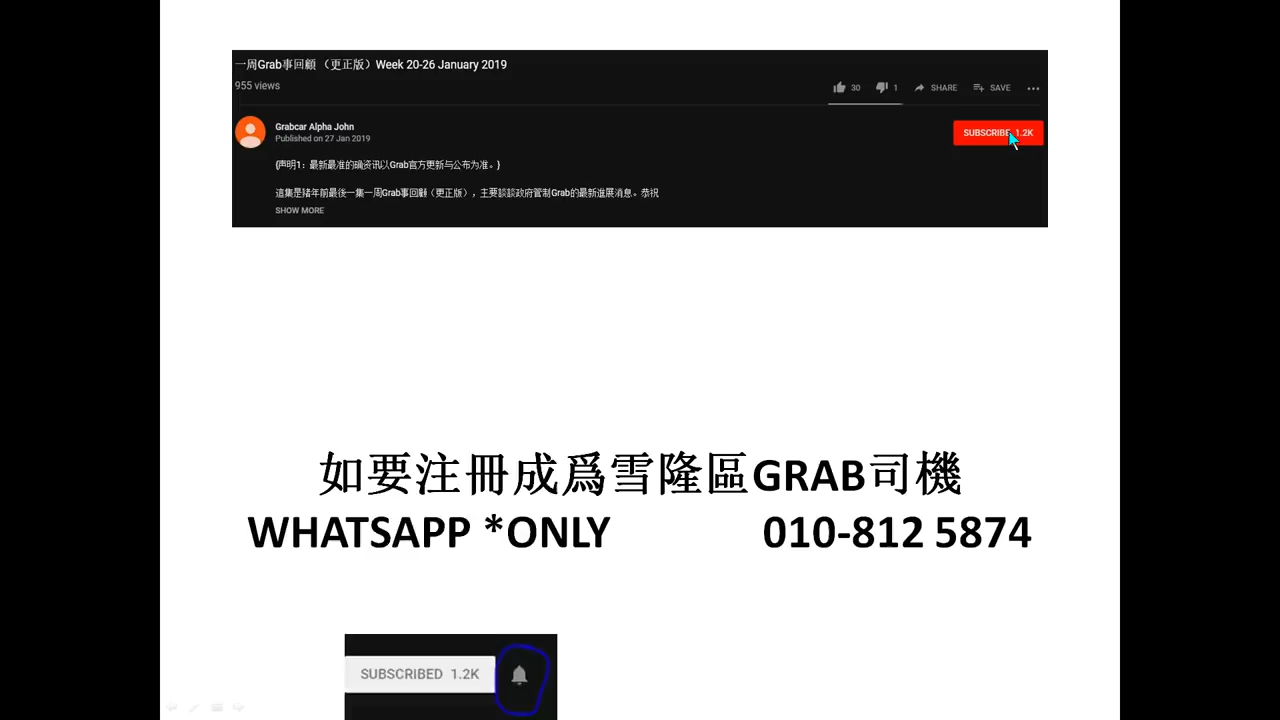 一周Grab事回顧 （更正版）Week 20-26 January 2019
955 views
30 1 SHARE SAVE
Grabcar Alpha John
Published on 27 Jan 2019
SUBSCRIBE 1.2K
{声明1：最新最准的确资讯以Grab官方更新与公布为准。}
這集是猪年前最後一集一周Grab事回顧（更正版），主要談談政府管制Grab的最新進展消息。恭祝
SHOW MORE
如要注冊成爲雪隆區GRAB司機
WHATSAPP *ONLY 010-812 5874
SUBSCRIBED 1.2K